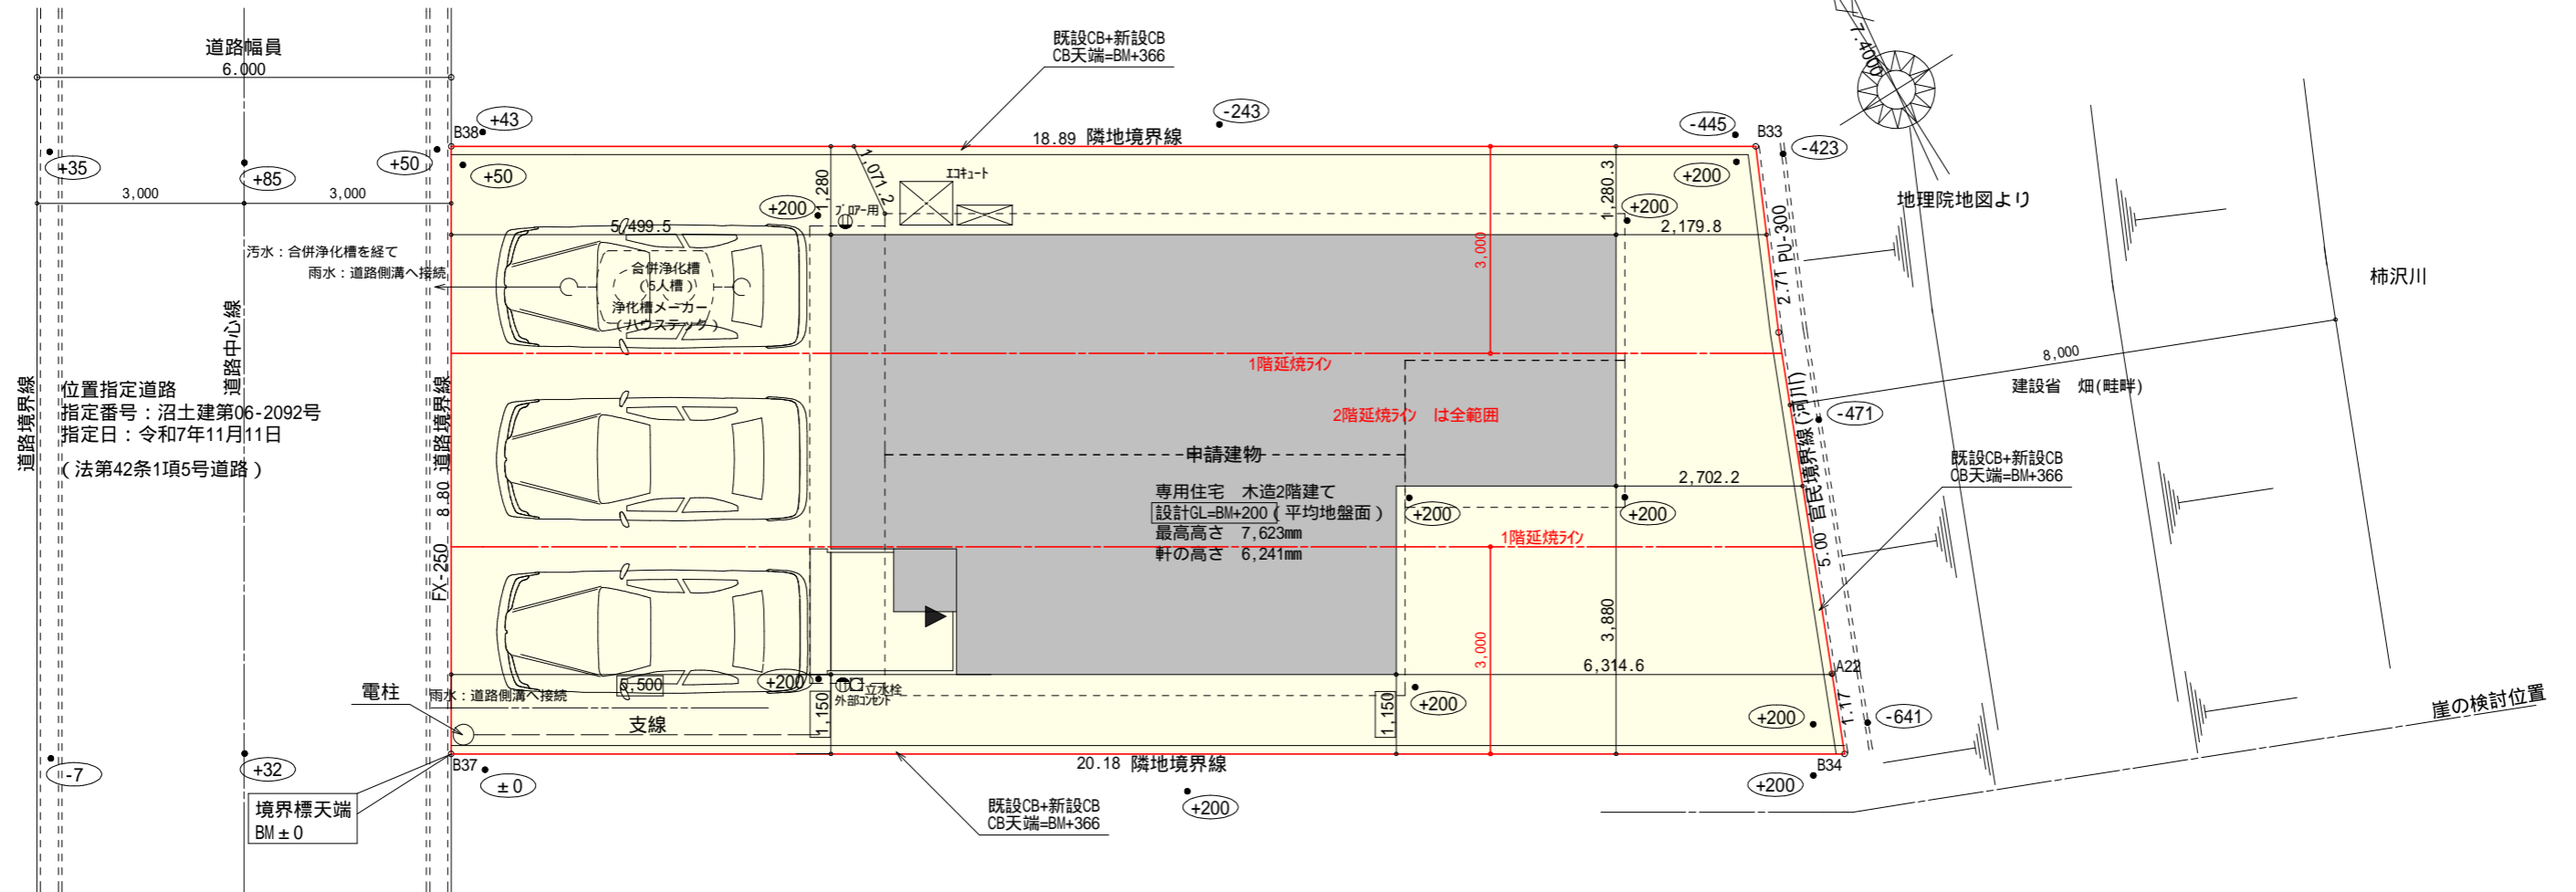 道路幅員
6.000
既設CB+新設CB
CB天端=BM+366
7.4000
+43
-243
-445
B38
18.89 隣地境界線
B33
+35
+85
+50
+50
-423
+200
3,000
3,000
1,280
1,071.2
エコキュート
1,280.3
地理院地図より
+200
ブロアー用
+200
5,499.5
2,179.8
汚水：合併浄化槽を経て
雨水：道路側溝へ接続
合併浄化槽
（5人槽）
浄化槽メーカー
（ハウステック）
3,000
2.71 PU-300
柿沢川
道路中心線
1階延焼ライン
8,000
道路境界線
位置指定道路
指定番号：沼土建第06-2092号
指定日：令和7年11月11日
（法第42条1項5号道路）
FX-250 8.80 道路境界線
2階延焼ライン　は全範囲
建設省　畑(畦畔)
-471
申請建物
専用住宅　木造2階建て
設計GL=BM+200（平均地盤面）
最高高さ　7,623mm
軒の高さ　6,241mm
+200
+200
2,702.2
5.00 官民境界線(河川)
既設CB+新設CB
CB天端=BM+366
1階延焼ライン
3,880
3,000
6,314.6
A22
電柱
雨水：道路側溝へ接続
5,500
+200
立水栓
外部コンセント
支線
1,150
1,150
+200
+200
1.17
-641
崖の検討位置
-7
+32
B37
±0
20.18 隣地境界線
B34
+200
+200
境界標天端
BM±0
既設CB+新設CB
CB天端=BM+366